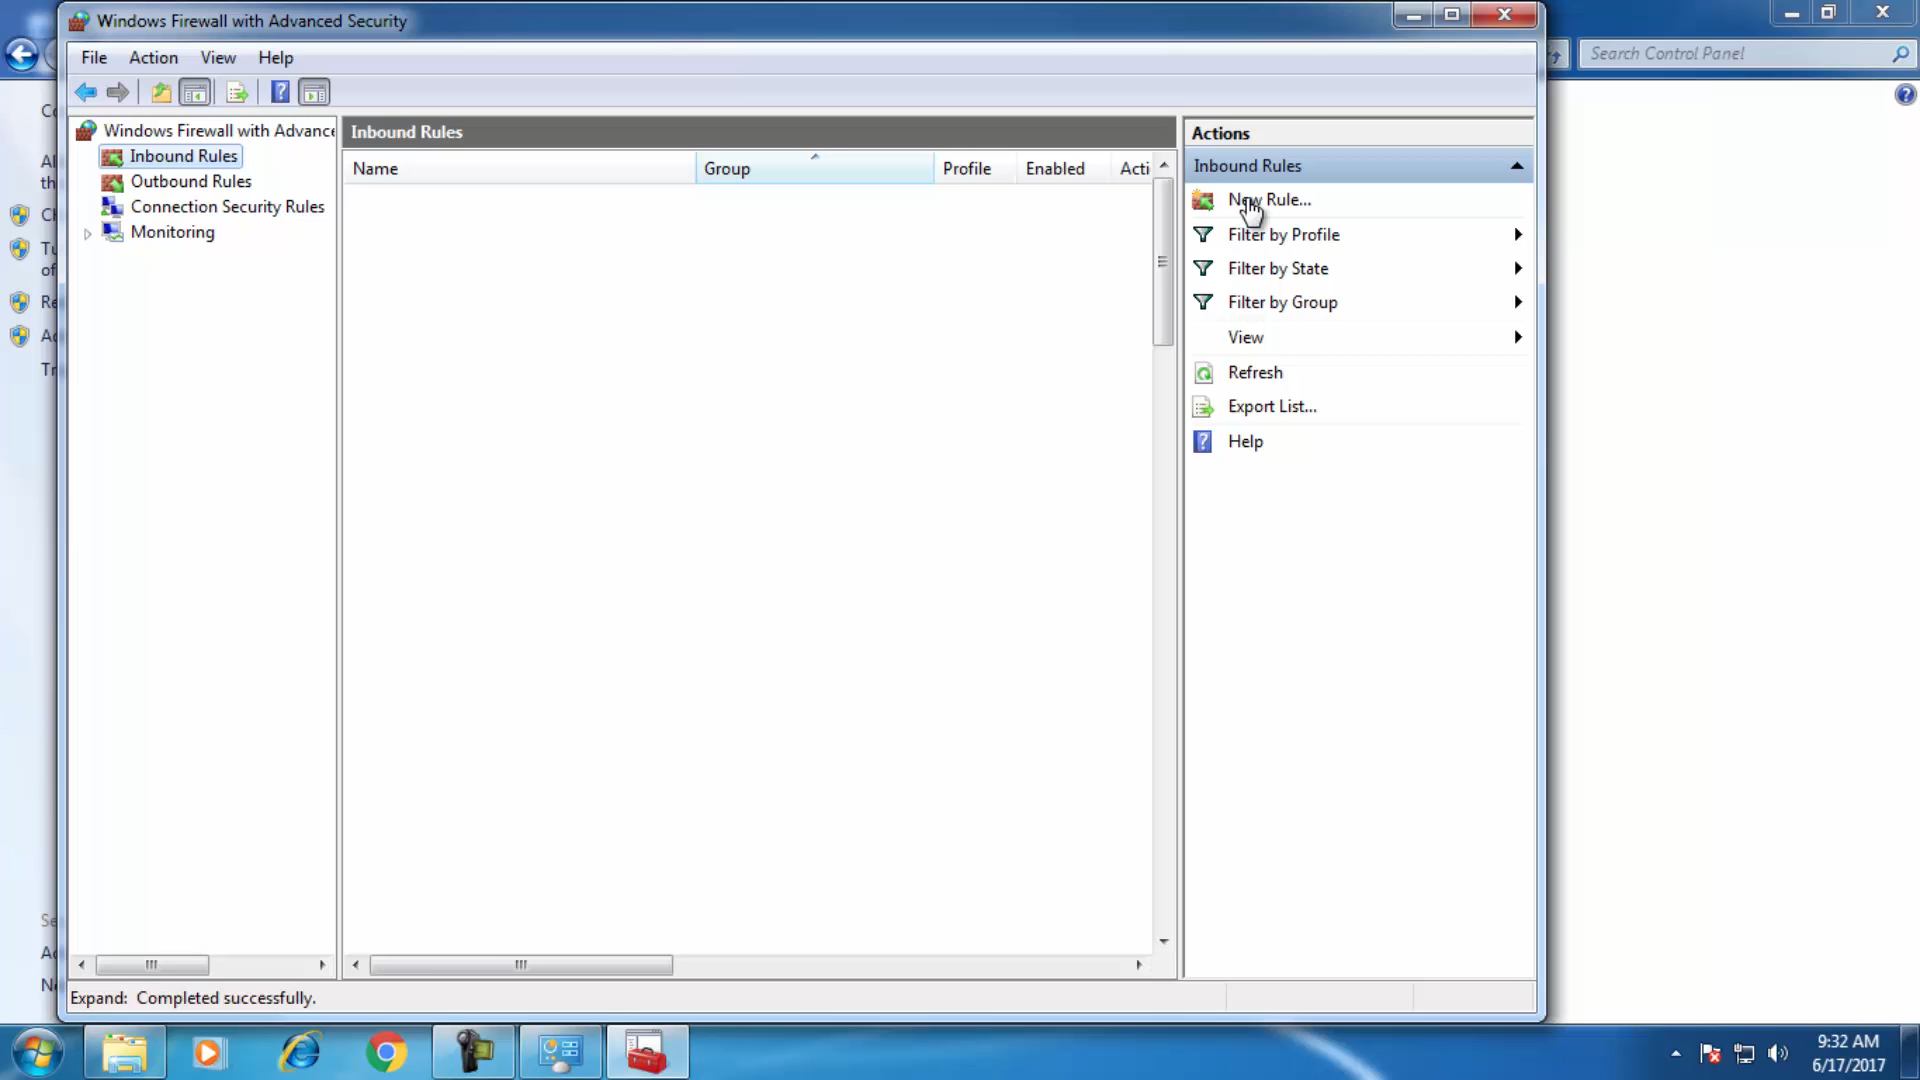 Windows Firewall with Advanced Security
Search Control Panel
File Action View Help
Windows Firewall with Advance
Inbound Rules
Outbound Rules
Connection Security Rules
Monitoring
Inbound Rules
Name Group Profile Enabled Acti
Actions
Inbound Rules
New Rule...
Filter by Profile
Filter by State
Filter by Group
View
Refresh
Export List...
Help
Expand: Completed successfully.
9:32 AM
6/17/2017